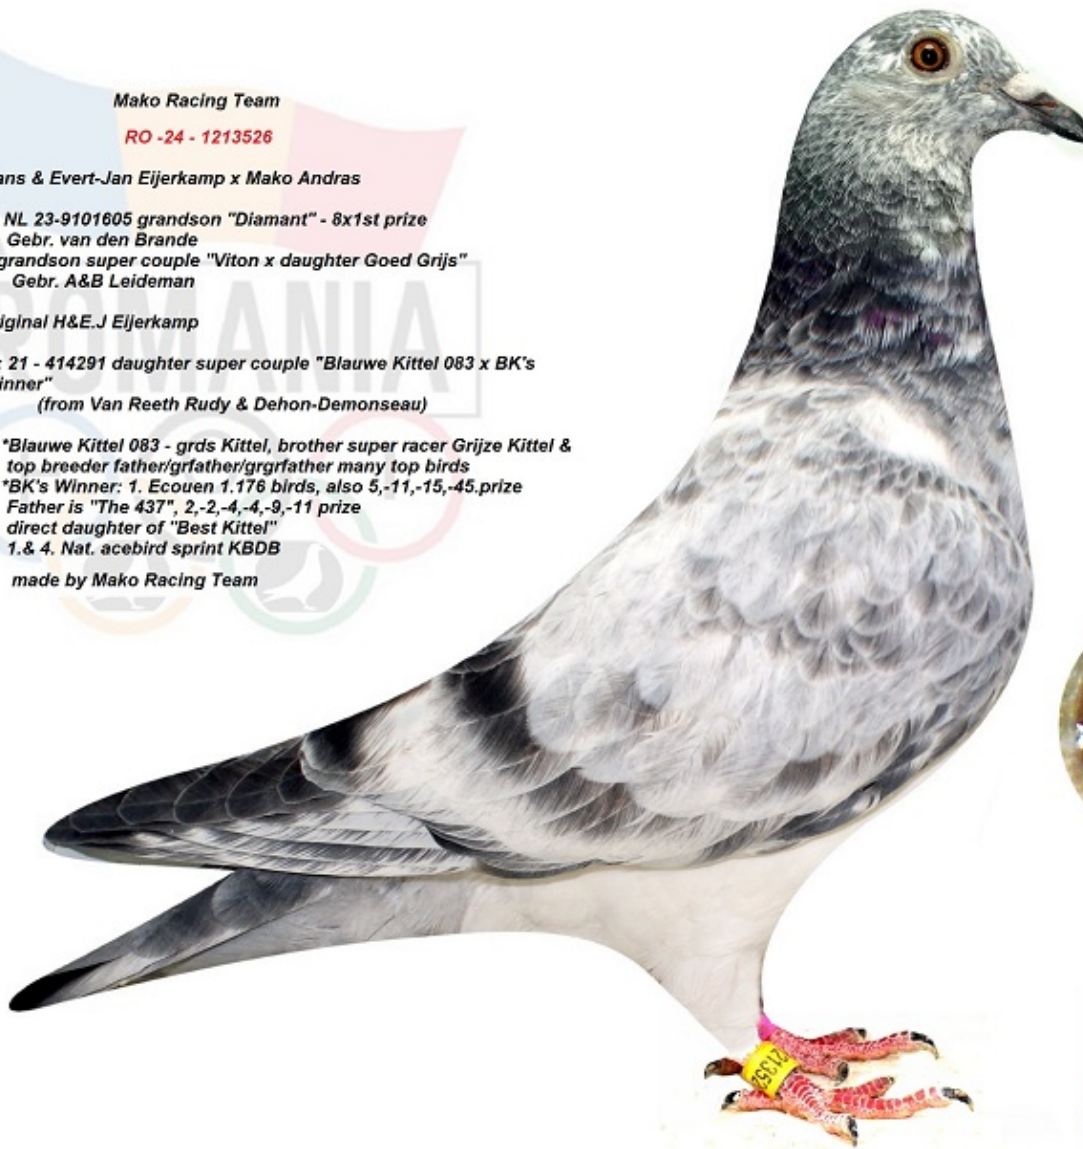 Mako Racing Team
RO -24 - 1213526
ans & Evert-Jan Eijerkamp x Mako Andras
NL 23-9101605 grandson "Diamant" - 8x1st prize
Gebr. van den Brande
grandson super couple "Viton x daughter Goed Grijs"
Gebr. A&B Leideman
iginal H&E.J Eijerkamp
: 21 - 414291 daughter super couple "Blauwe Kittel 083 x BK's
inner"
(from Van Reeth Rudy & Dehon-Demonseau)
*Blauwe Kittel 083 - grds Kittel, brother super racer Grijze Kittel &
top breeder father/grfather/grgrfather many top birds
*BK's Winner: 1. Ecouen 1.176 birds, also 5,-11,-15,-45.prize
Father is "The 437", 2,-2,-4,-4,-9,-11 prize
direct daughter of "Best Kittel"
1.& 4. Nat. acebird sprint KBDB
made by Mako Racing Team
ROMANIA
21352